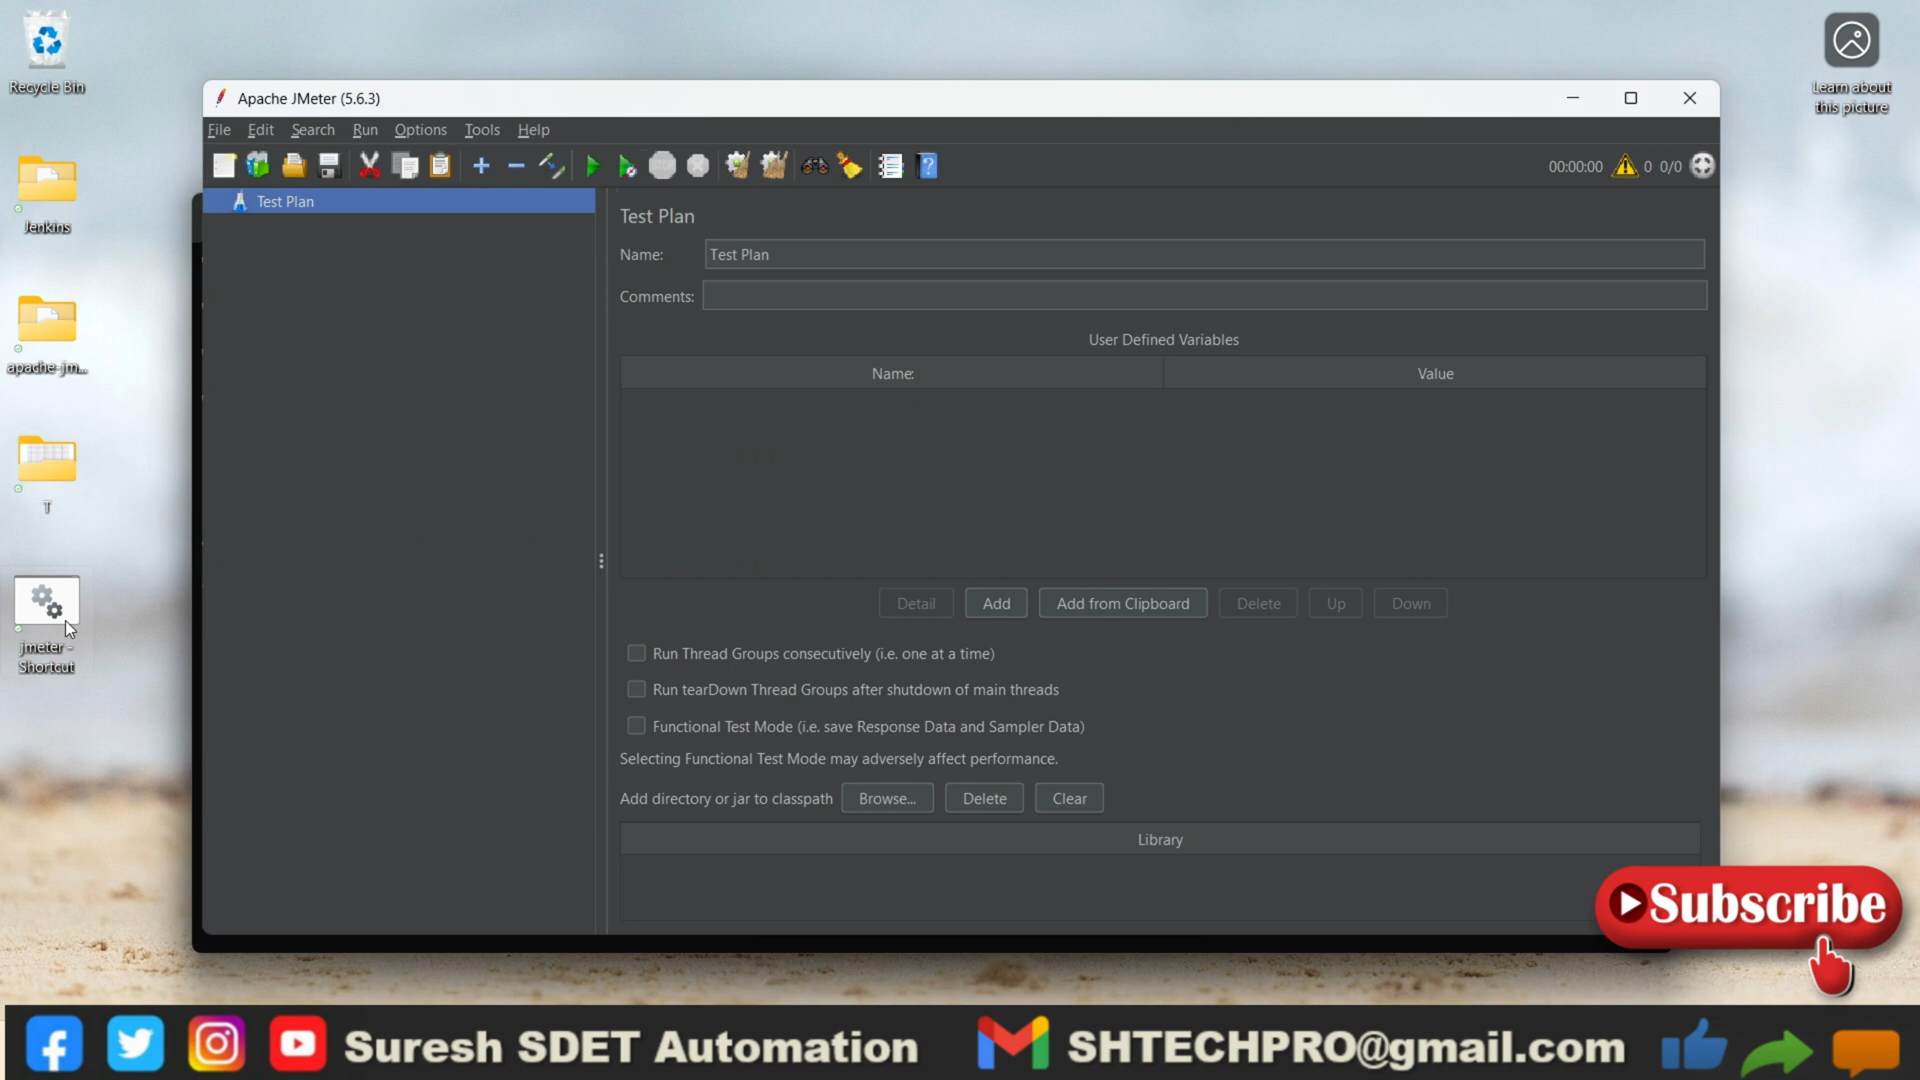 Recycle Bin
Learn about
this picture
Jenkins
apache-jm...
T
jmeter -
Shortcut
Apache JMeter (5.6.3)
File Edit Search Run Options Tools Help
00:00:00 0 0/0
Test Plan
Test Plan
Name: Test Plan
Comments:
User Defined Variables
Name: Value
Detail Add Add from Clipboard Delete Up Down
Run Thread Groups consecutively (i.e. one at a time)
Run tearDown Thread Groups after shutdown of main threads
Functional Test Mode (i.e. save Response Data and Sampler Data)
Selecting Functional Test Mode may adversely affect performance.
Add directory or jar to classpath Browse... Delete Clear
Library
Subscribe
Suresh SDET Automation SHTECHPRO@gmail.com